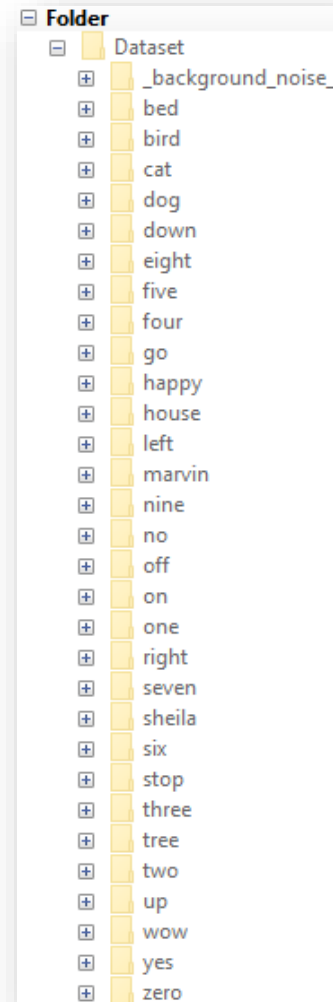 Folder
Dataset
_background_noise_
bed
bird
cat
dog
down
eight
five
four
go
happy
house
left
marvin
nine
no
off
on
one
right
seven
sheila
six
stop
three
tree
two
up
wow
yes
zero